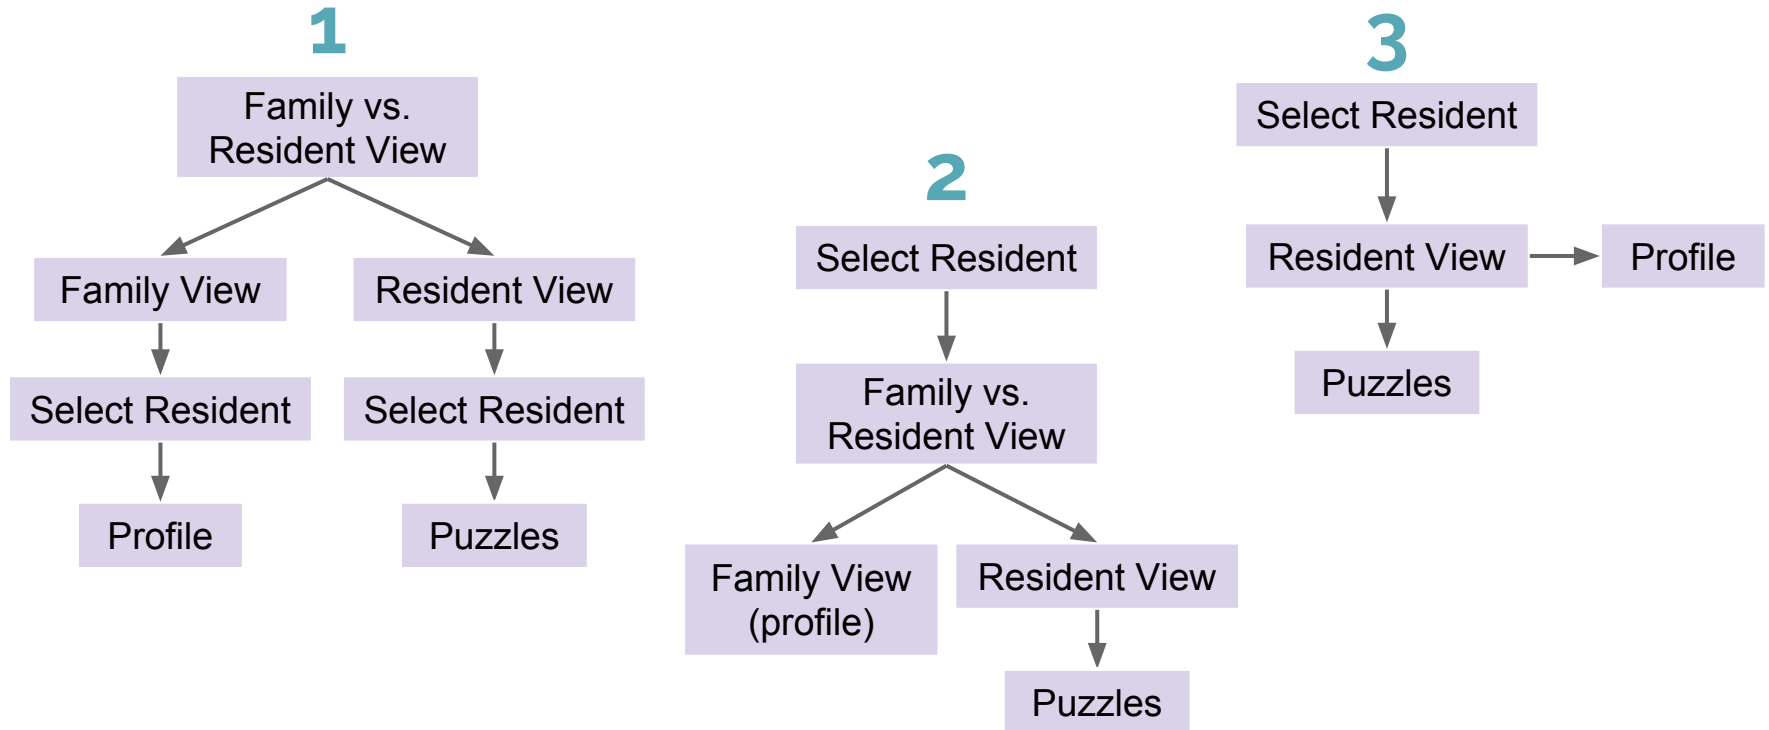 1
Family vs.
Resident View
Family View
Resident View
Select Resident
Select Resident
Profile
Puzzles
2
Select Resident
Family vs.
Resident View
Family View
(profile)
Resident View
Puzzles
3
Select Resident
Resident View
Profile
Puzzles